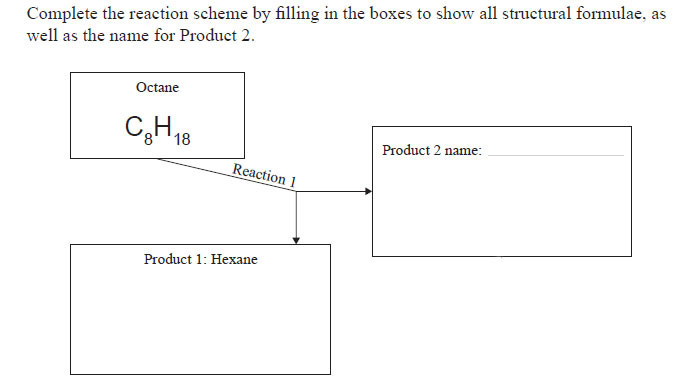 Complete the reaction scheme by filling in the boxes to show all structural formulae, as
well as the name for Product 2.
Octane
C₈H₁₈
Reaction 1
Product 2 name:
Product 1: Hexane